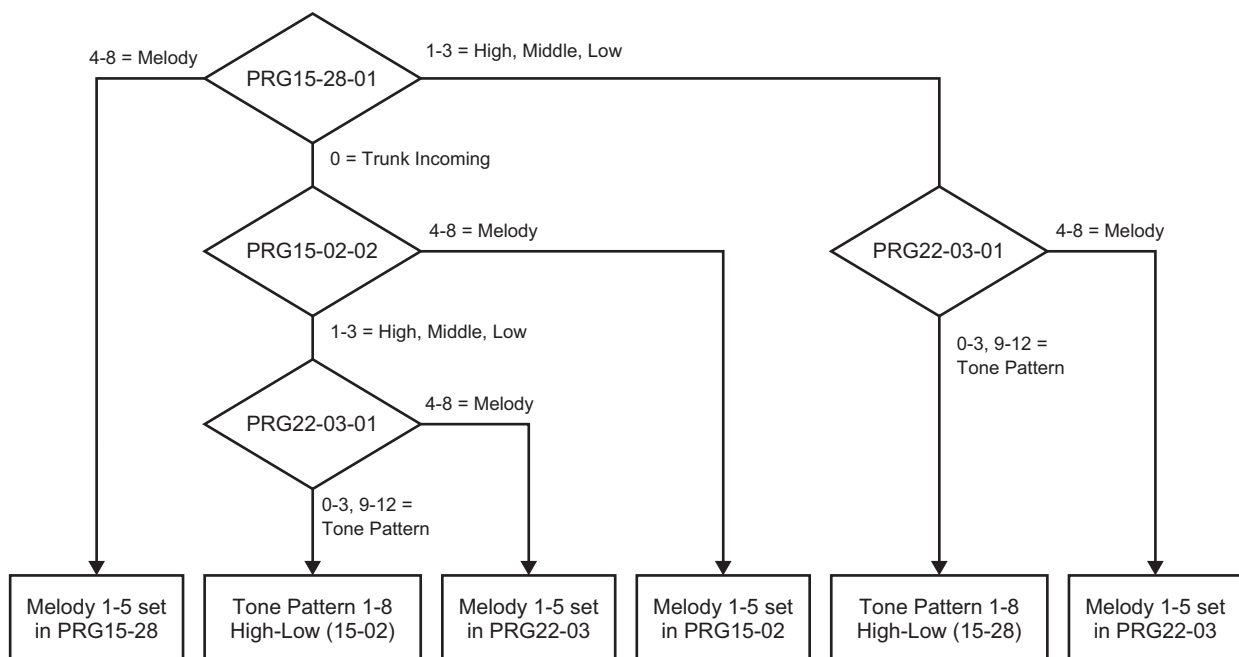 4-8 = Melody
1-3 = High, Middle, Low
PRG15-28-01
0 = Trunk Incoming
PRG15-02-02
4-8 = Melody
PRG22-03-01
4-8 = Melody
1-3 = High, Middle, Low
0-3, 9-12 =
Tone Pattern
PRG22-03-01
4-8 = Melody
0-3, 9-12 =
Tone Pattern
Melody 1-5 set
in PRG15-28
Tone Pattern 1-8
High-Low (15-02)
Melody 1-5 set
in PRG22-03
Melody 1-5 set
in PRG15-02
Tone Pattern 1-8
High-Low (15-28)
Melody 1-5 set
in PRG22-03